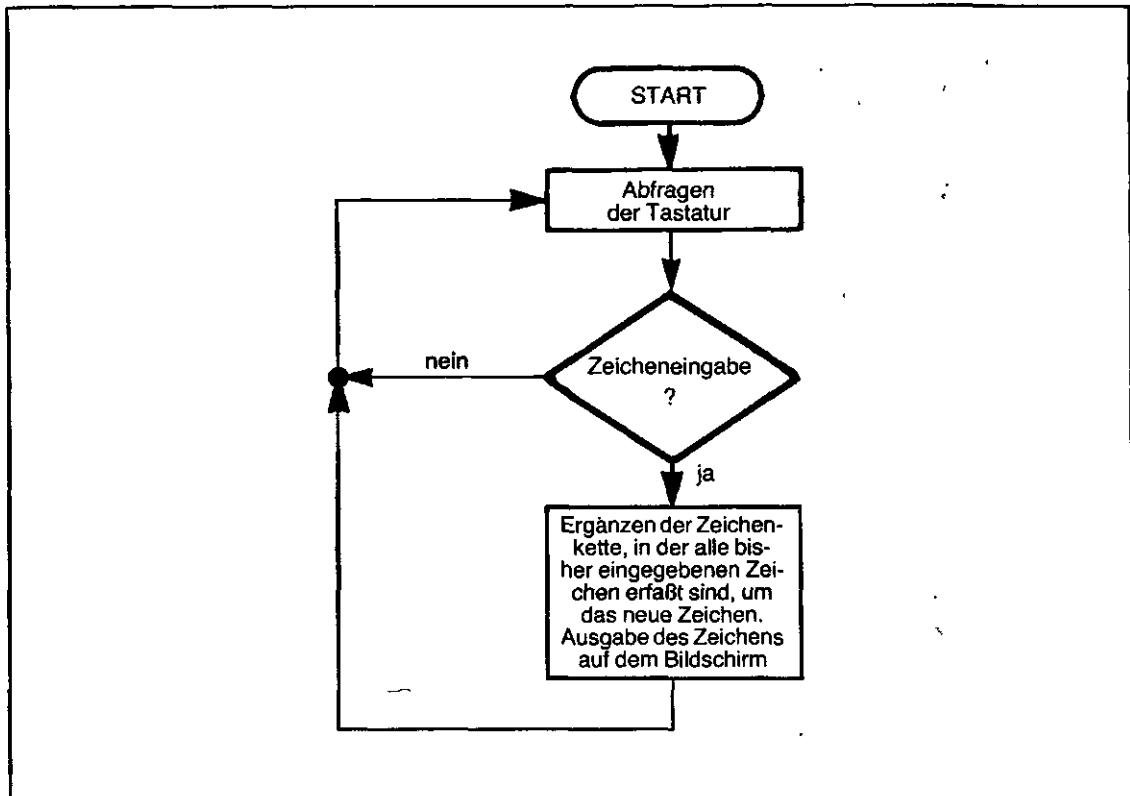 START
Abfragen
der Tastatur
nein
Zeicheneingabe
?
ja
Ergänzen der Zeichen-
kette, in der alle bis-
her eingegebenen Zei-
chen erfaßt sind, um
das neue Zeichen.
Ausgabe des Zeichens
auf dem Bildschirm